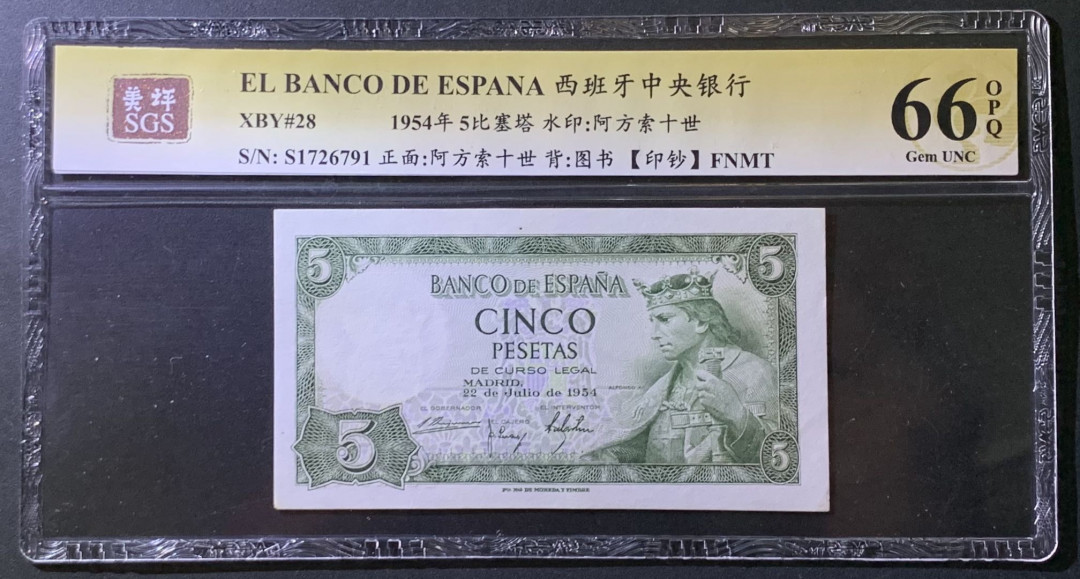 美评
SGS
EL BANCO DE ESPANA 西班牙中央银行
XBY#28 1954年 5比塞塔 水印:阿方索十世
S/N: S1726791 正面:阿方索十世 背:图书 【印钞】FNMT
66
OPQ
Gem UNC
5
5
BANCO DE ESPAÑA
CINCO
PESETAS
DE CURSO LEGAL
MADRID,
22 de Julio de 1954
EL GOBERNADOR
EL INTERVENTOR
EL CAJERO
5
5